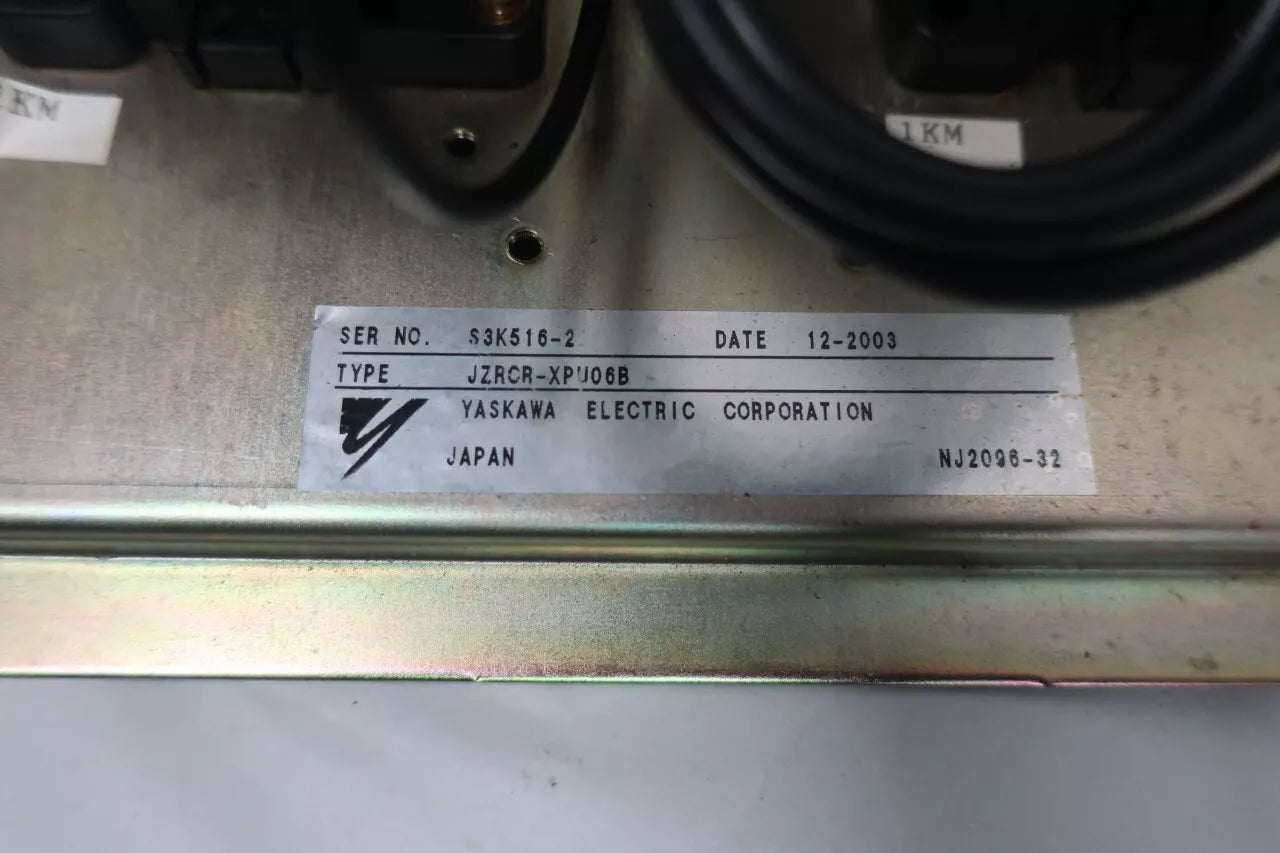 2KM
1KM
SER NO. S3K516-2 DATE 12-2003
TYPE JZRCR-XPU06B
YASKAWA ELECTRIC CORPORATION
JAPAN NJ2096-32